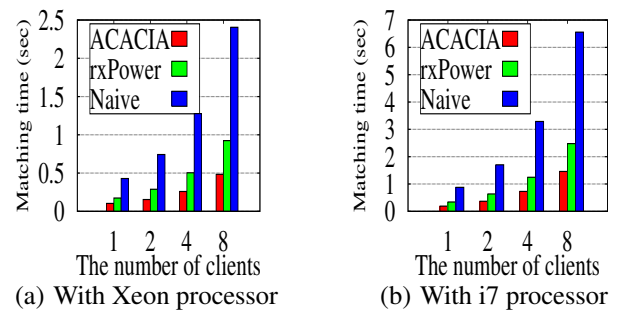 2.5
2
1.5
1
0.5
0
Matching time (sec)
ACACIA
rxPower
Naive
1 2 4 8
The number of clients
(a) With Xeon processor
7
6
5
4
3
2
1
0
Matching time (sec)
ACACIA
rxPower
Naive
1 2 4 8
The number of clients
(b) With i7 processor